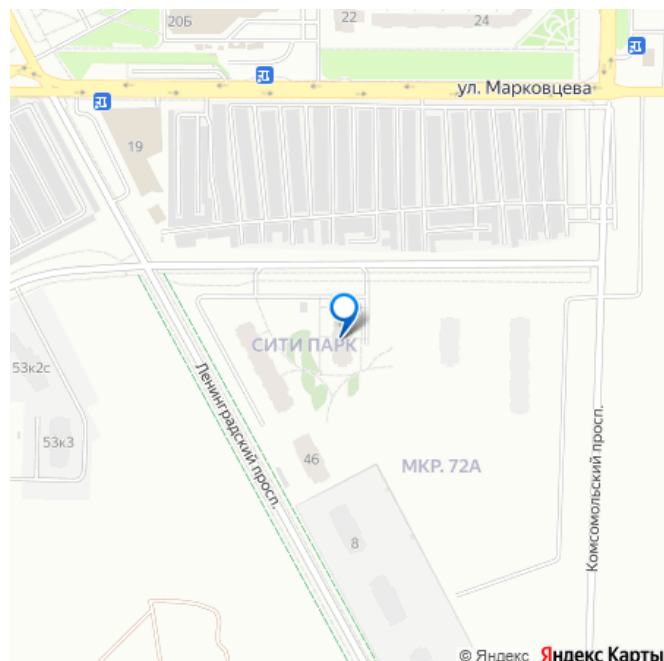 20Б
22
24
ул. Марковцева
19
СИТИ ПАРК
53к2с
Ленинградский просп.
53к3
46
МКР. 72А
Комсомольский просп.
8
© Яндекс Яндекс Карты